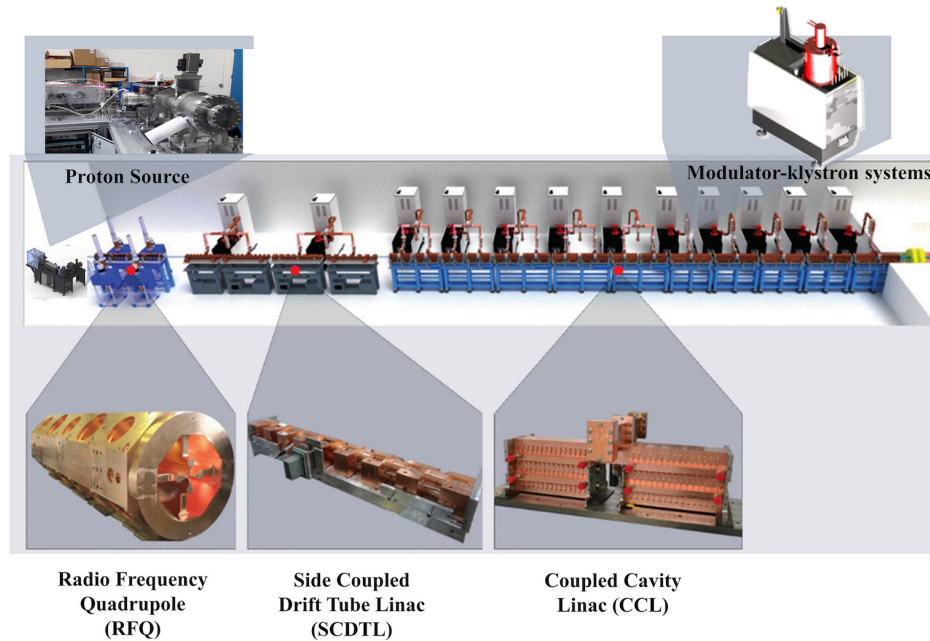 Proton Source
Modulator-klystron systems
Radio Frequency
Quadrupole
(RFQ)
Side Coupled
Drift Tube Linac
(SCDTL)
Coupled Cavity
Linac (CCL)